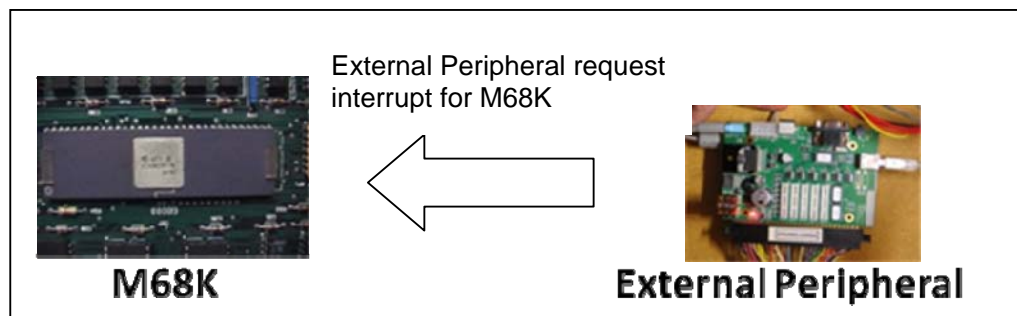 External Peripheral request
interrupt for M68K
M68K
External Peripheral